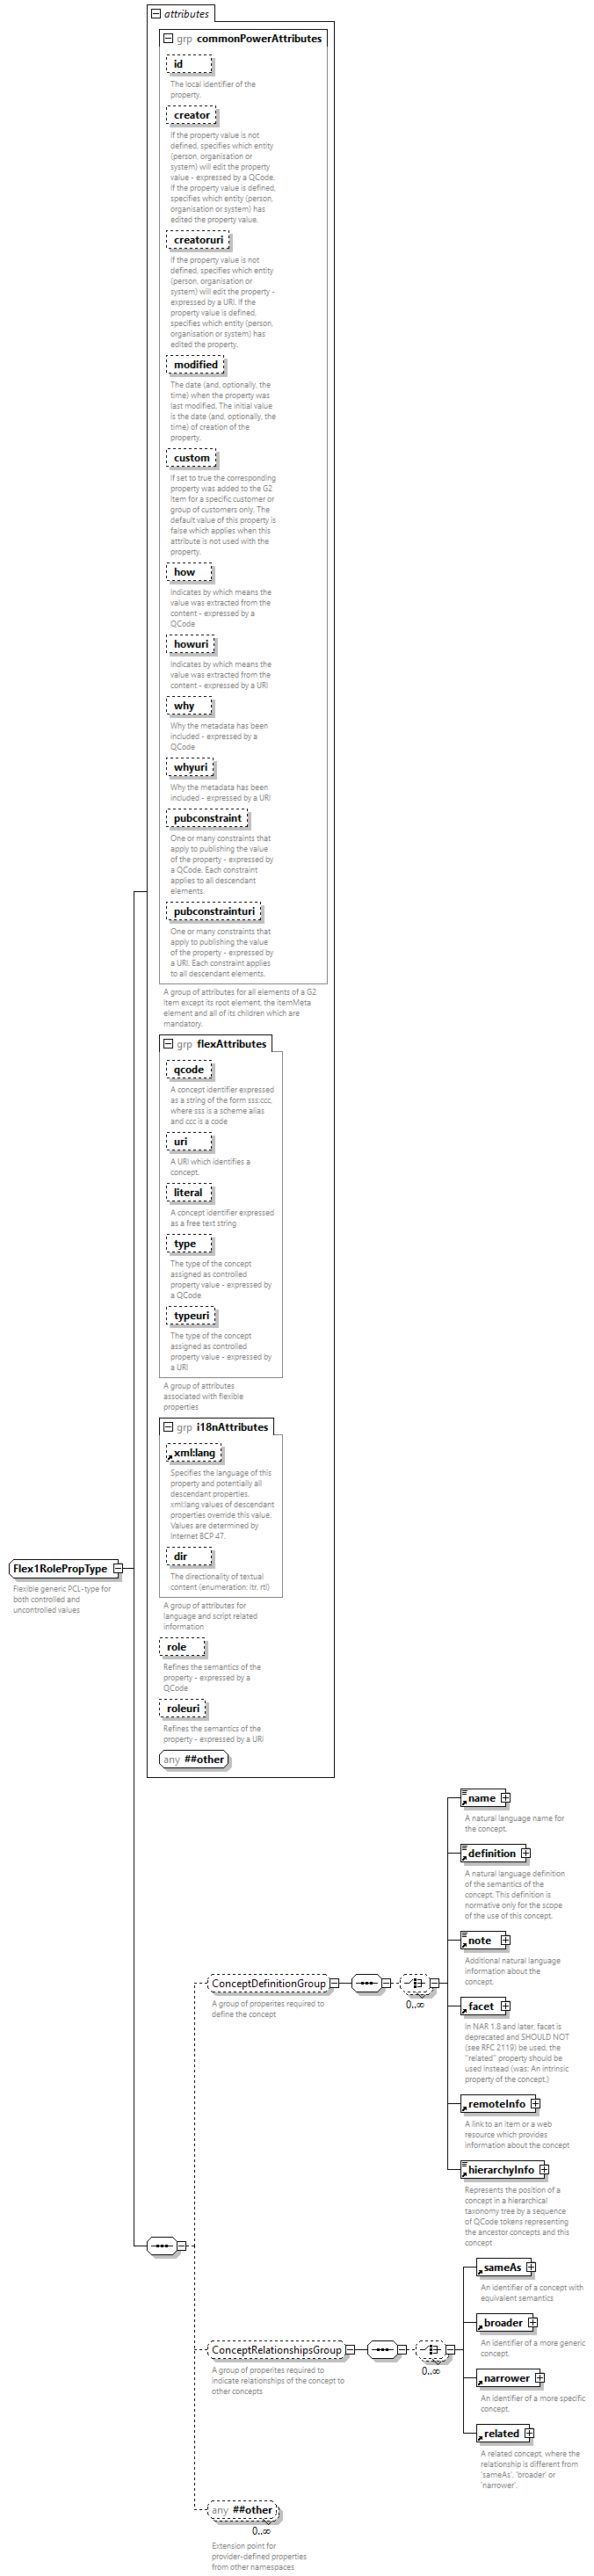 attributes
grp commonPowerAttributes
id
The local identifier of the
property.
creator
If the property value is not
defined, specifies which entity
(person, organisation or
system) will edit the property
value - expressed by a QCode.
If the property value is defined,
specifies which entity (person,
organisation or system) has
edited the property value.
creatoruri
If the property value is not
defined, specifies which entity
(person, organisation or
system) will edit the property -
expressed by a URI. If the
property value is defined,
specifies which entity (person,
organisation or system) has
edited the property.
modified
The date (and, optionally, the
time) when the property was
last modified. The initial value
is the date (and, optionally, the
time) of creation of the
property.
custom
If set to true the corresponding
property was added to the G2
Item for a specific customer or
group of customers only. The
default value of this property is
false which applies when this
attribute is not used with the
property.
how
Indicates by which means the
value was extracted from the
content - expressed by a
QCode
howuri
Indicates by which means the
value was extracted from the
content - expressed by a URI
why
Why the metadata has been
included - expressed by a
QCode
whyuri
Why the metadata has been
included - expressed by a URI
pubconstraint
One or many constraints that
apply to publishing the value
of the property - expressed by
a QCode. Each constraint
applies to all descendant
elements.
pubconstrainturi
One or many constraints that
apply to publishing the value
of the property - expressed by
a URI. Each constraint applies
to all descendant elements.
A group of attributes for all elements of a G2
Item except its root element, the itemMeta
element and all of its children which are
mandatory.
grp flexAttributes
qcode
A concept identifier expressed
as a string of the form sss:ccc,
where sss is a scheme alias
and ccc is a code
uri
A URI which identifies a
concept.
literal
A concept identifier expressed
as a free text string
type
The type of the concept
assigned as controlled
property value - expressed by
a QCode
typeuri
The type of the concept
assigned as controlled
property value - expressed by
a URI
A group of attributes
associated with flexible
properties
grp i18nAttributes
xml:lang
Specifies the language of this
property and potentially all
descendant properties.
xml:lang values of descendant
properties override this value.
Values are determined by
Internet BCP 47.
dir
The directionality of textual
content (enumeration: ltr, rtl)
A group of attributes for
language and script related
information
role
Refines the semantics of the
property - expressed by a
QCode
roleuri
Refines the semantics of the
property - expressed by a URI
any ##other
Flex1RolePropType
Flexible generic PCL-type for
both controlled and
uncontrolled values
name
A natural language name for
the concept.
definition
A natural language definition
of the semantics of the
concept. This definition is
normative only for the scope
of the use of this concept.
note
Additional natural language
information about the
concept.
ConceptDefinitionGroup
0..∞
A group of properites required to
define the concept
facet
In NAR 1.8 and later, facet is
deprecated and SHOULD NOT
(see RFC 2119) be used, the
"related" property should be
used instead (was: An intrinsic
property of the concept.)
remoteInfo
A link to an item or a web
resource which provides
information about the concept
hierarchyInfo
Represents the position of a
concept in a hierarchical
taxonomy tree by a sequence
of QCode tokens representing
the ancestor concepts and this
concept
sameAs
An identifier of a concept with
equivalent semantics
broader
An identifier of a more generic
concept.
ConceptRelationshipsGroup
0..∞
A group of properites required to
indicate relationships of the concept to
other concepts
narrower
An identifier of a more specific
concept.
related
A related concept, where the
relationship is different from
'sameAs', 'broader' or
'narrower'.
any ##other
0..∞
Extension point for
provider-defined properties
from other namespaces